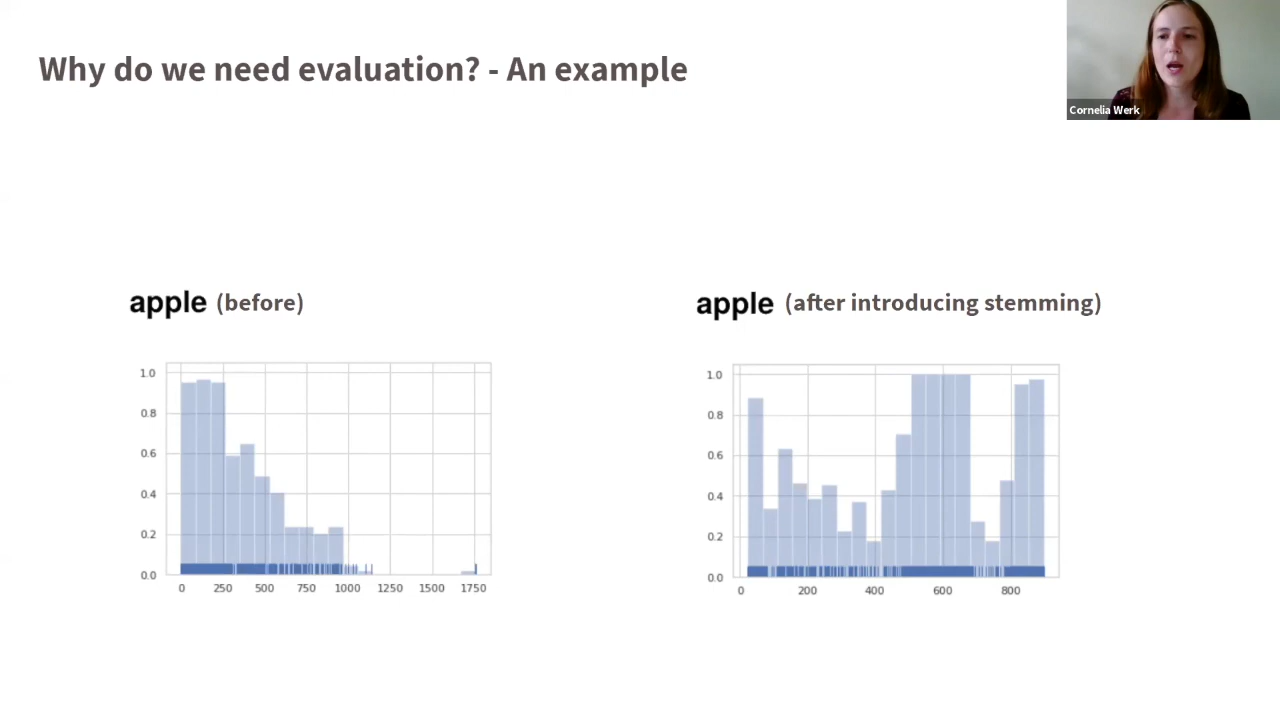 Why do we need evaluation? - An example
Cornelia Werk
apple (before)
apple (after introducing stemming)
1.0
0.8
0.6
0.4
0.2
0.0
0 250 500 750 1000 1250 1500 1750
1.0
0.8
0.6
0.4
0.2
0.0
0 200 400 600 800